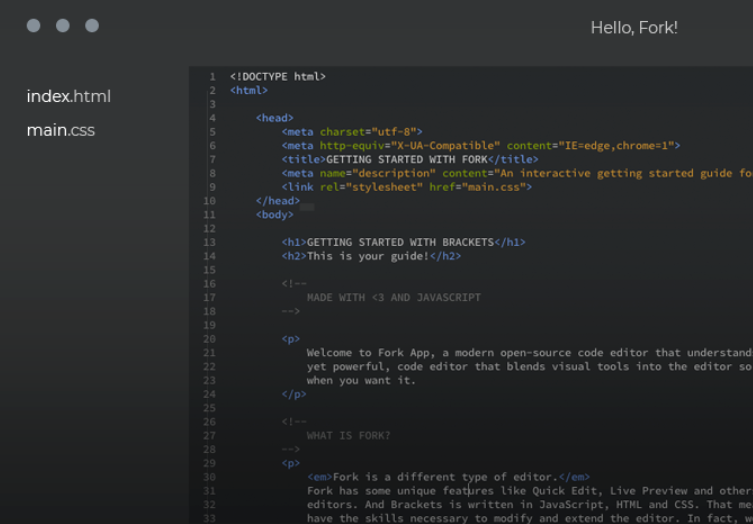 Hello, Fork!
index.html
main.css
1 <!DOCTYPE html>
2 <html>
3
4 <head>
5 <meta charset="utf-8">
6 <meta http-equiv="X-UA-Compatible" content="IE=edge,chrome=1">
7 <title>GETTING STARTED WITH FORK</title>
8 <meta name="description" content="An interactive getting started guide fo
9 <link rel="stylesheet" href="main.css">
10 </head>
11 <body>
12
13 <h1>GETTING STARTED WITH BRACKETS</h1>
14 <h2>This is your guide!</h2>
15
16 <!--
17 MADE WITH <3 AND JAVASCRIPT
18 -->
19
20 <p>
21 Welcome to Fork App, a modern open-source code editor that understand
22 yet powerful, code editor that blends visual tools into the editor so
23 when you want it.
24 </p>
25
26 <!--
27 WHAT IS FORK?
28 -->
29 <p>
30 <em>Fork is a different type of editor.</em>
31 Fork has some unique features like Quick Edit, Live Preview and other
32 editors. And Brackets is written in JavaScript, HTML and CSS. That me
33 have the skills necessary to modify and extend the editor. In fact, w